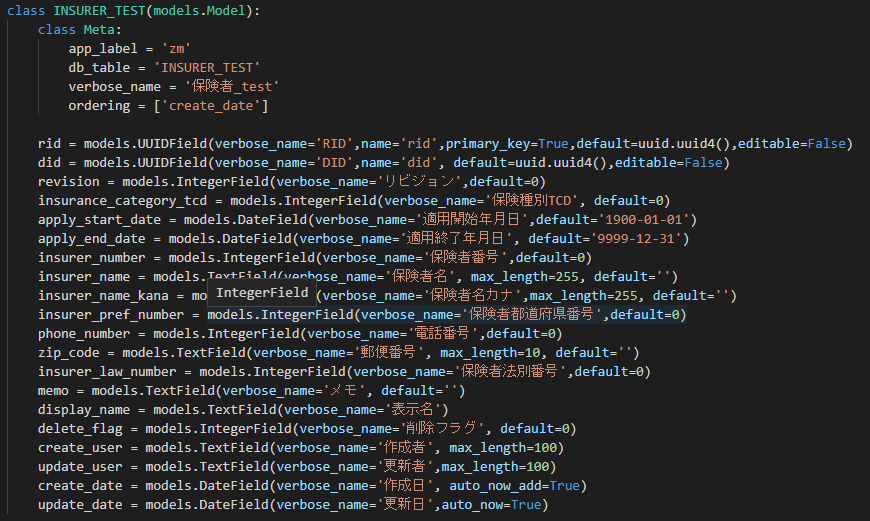 class INSURER_TEST(models.Model):
class Meta:
app_label = 'zm'
db_table = 'INSURER_TEST'
verbose_name = '保険者_test'
ordering = ['create_date']
rid = models.UUIDField(verbose_name='RID',name='rid',primary_key=True,default=uuid.uuid4(),editable=False)
did = models.UUIDField(verbose_name='DID',name='did', default=uuid.uuid4(),editable=False)
revision = models.IntegerField(verbose_name='リビジョン',default=0)
insurance_category_tcd = models.IntegerField(verbose_name='保険種別TCD', default=0)
apply_start_date = models.DateField(verbose_name='適用開始年月日',default='1900-01-01')
apply_end_date = models.DateField(verbose_name='適用終了年月日', default='9999-12-31')
insurer_number = models.IntegerField(verbose_name='保険者番号',default=0)
insurer_name = models.TextField(verbose_name='保険者名', max_length=255, default='')
insurer_name_kana = mo IntegerField (verbose_name='保険者名カナ',max_length=255, default='')
insurer_pref_number = models.IntegerField(verbose_name='保険者都道府県番号',default=0)
phone_number = models.IntegerField(verbose_name='電話番号',default=0)
zip_code = models.TextField(verbose_name='郵便番号', max_length=10, default='')
insurer_law_number = models.IntegerField(verbose_name='保険者法別番号',default=0)
memo = models.TextField(verbose_name='メモ', default='')
display_name = models.TextField(verbose_name='表示名')
delete_flag = models.IntegerField(verbose_name='削除フラグ', default=0)
create_user = models.TextField(verbose_name='作成者', max_length=100)
update_user = models.TextField(verbose_name='更新者',max_length=100)
create_date = models.DateField(verbose_name='作成日', auto_now_add=True)
update_date = models.DateField(verbose_name='更新日',auto_now=True)